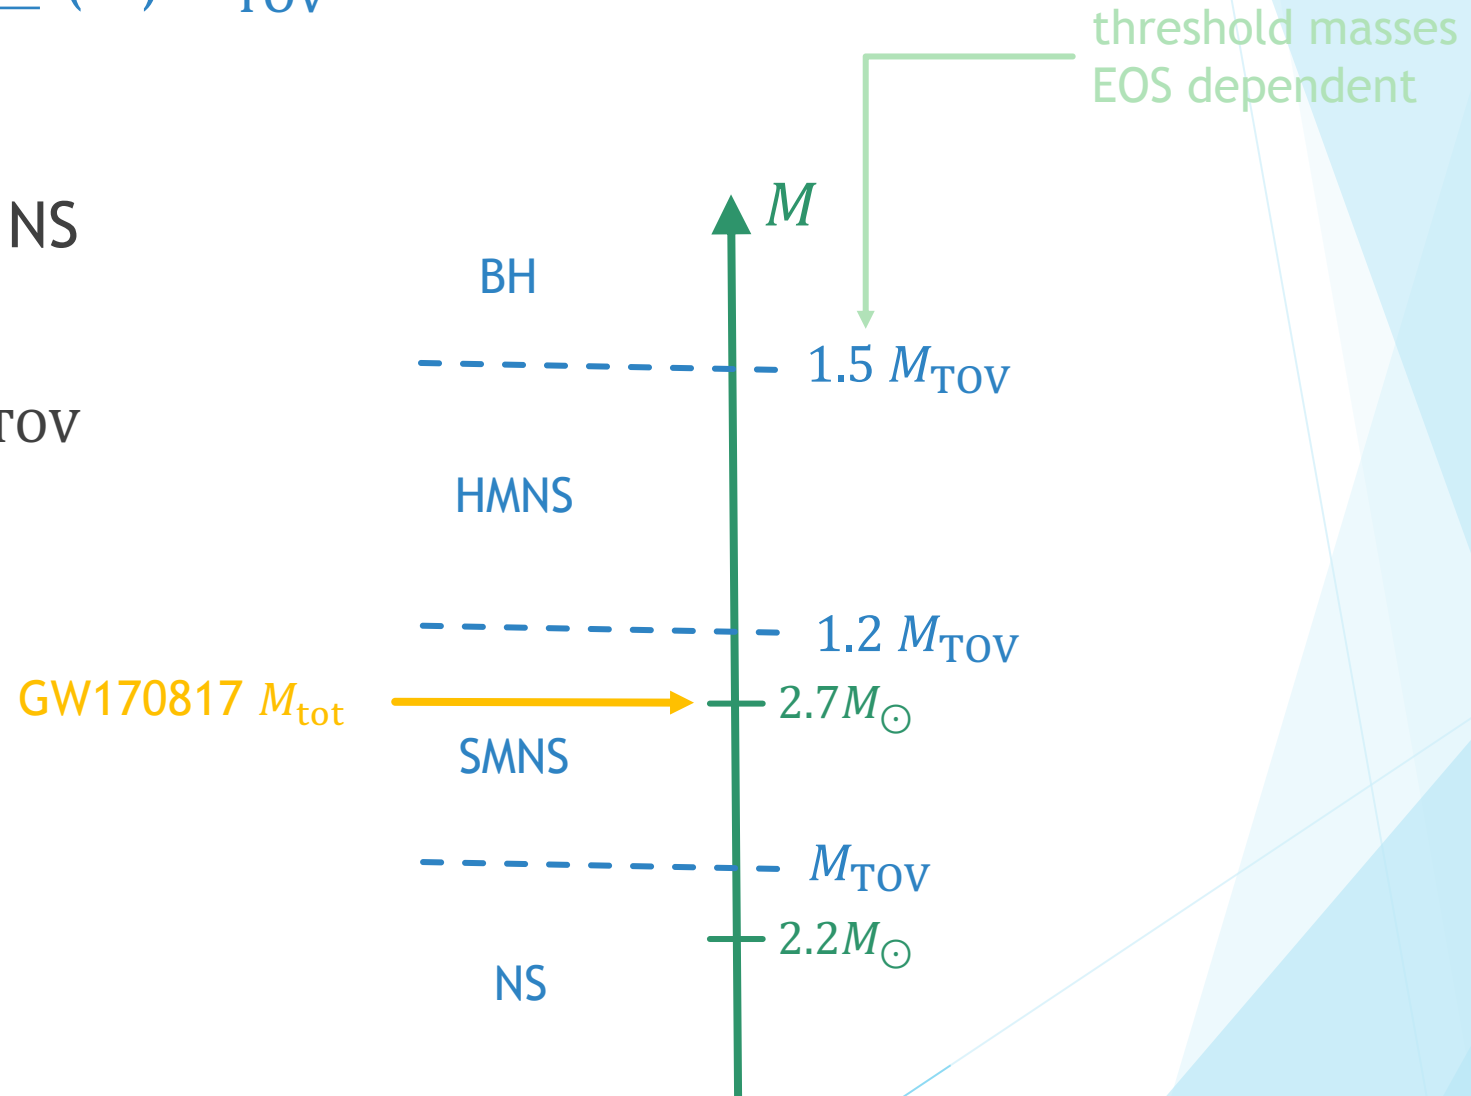 TOV
threshold masses
EOS dependent
M
NS
BH
1.5 M_TOV
TOV
HMNS
1.2 M_TOV
GW170817 M_tot
2.7M_⊙
SMNS
M_TOV
2.2M_⊙
NS